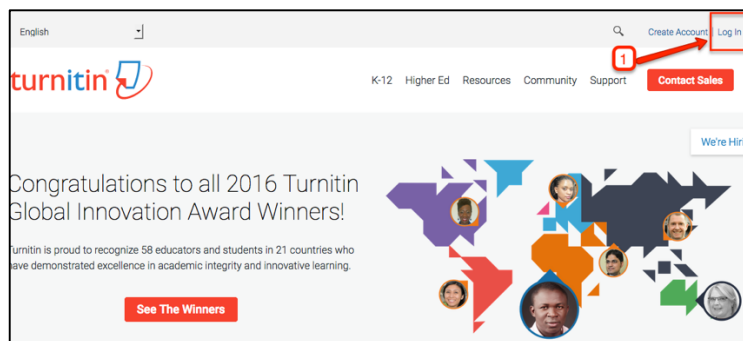 English
Create Account
Log In
1
turnitin
K-12 Higher Ed Resources Community Support Contact Sales
We're Hiri
Congratulations to all 2016 Turnitin
Global Innovation Award Winners!
Turnitin is proud to recognize 58 educators and students in 21 countries who
have demonstrated excellence in academic integrity and innovative learning.
See The Winners